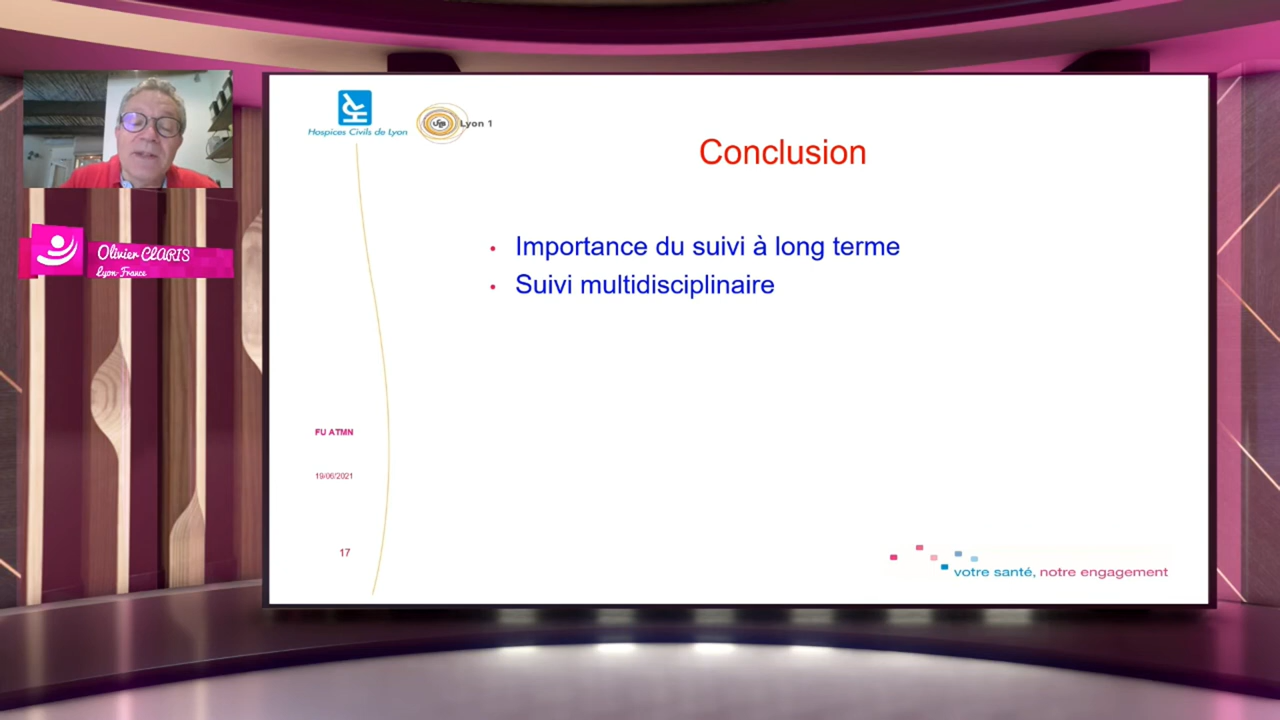 Hospices Civils de Lyon
Lyon 1
Conclusion
• Importance du suivi à long terme
• Suivi multidisciplinaire
Olivier CLARIS
Lyon-France
FU ATMN
19/06/2021
17
votre santé, notre engagement